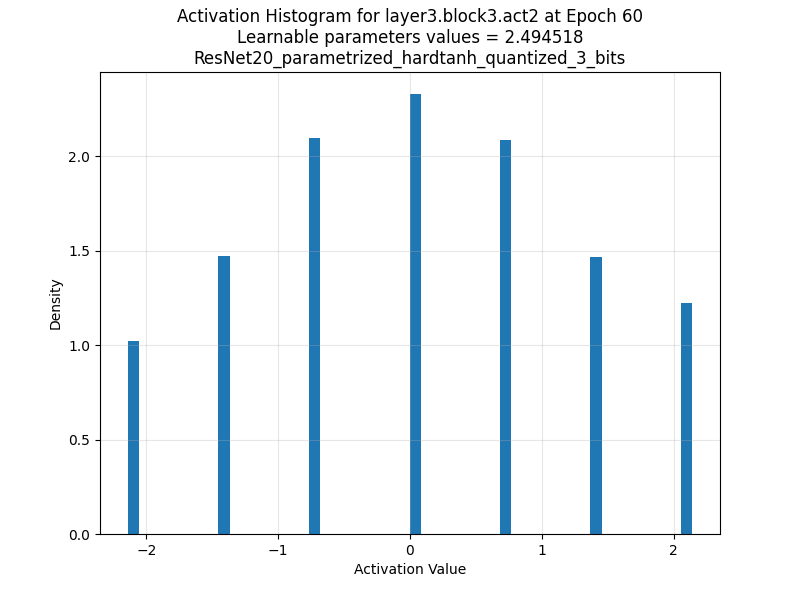 Activation Histogram for layer3.block3.act2 at Epoch 60
Learnable parameters values = 2.494518
ResNet20_parametrized_hardtanh_quantized_3_bits
2.0
1.5
1.0
0.5
0.0
Density
−2
−1
0
1
2
Activation Value